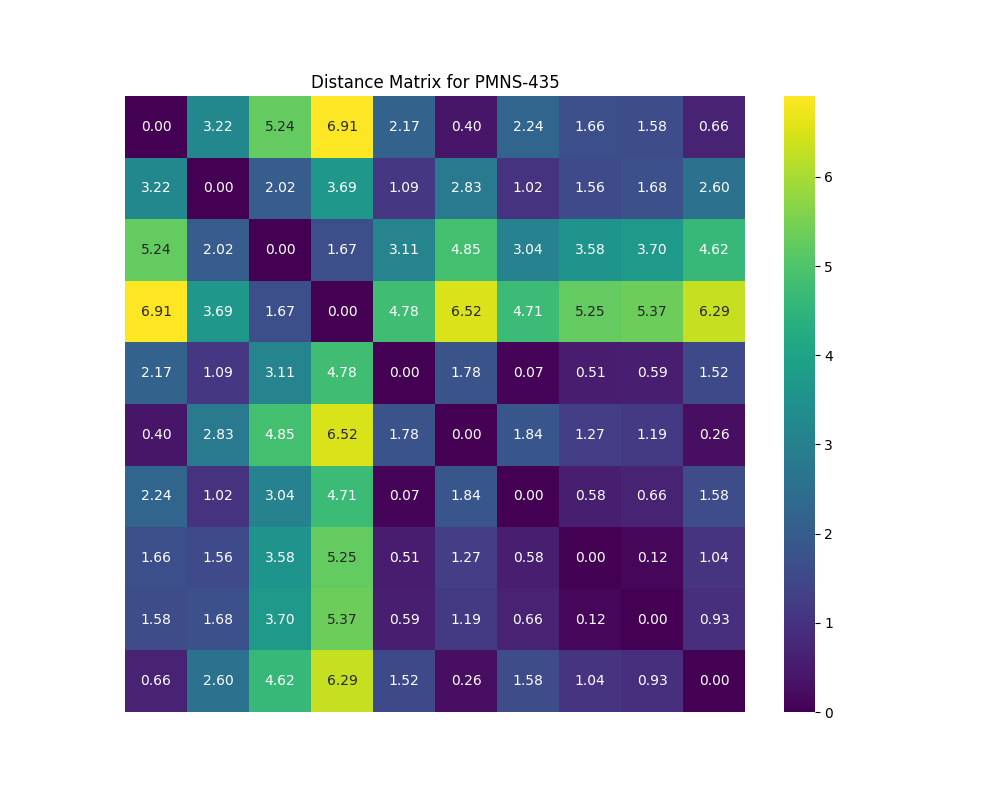 Distance Matrix for PMNS-435
0.00 3.22 5.24 6.91 2.17 0.40 2.24 1.66 1.58 0.66
3.22 0.00 2.02 3.69 1.09 2.83 1.02 1.56 1.68 2.60
5.24 2.02 0.00 1.67 3.11 4.85 3.04 3.58 3.70 4.62
6.91 3.69 1.67 0.00 4.78 6.52 4.71 5.25 5.37 6.29
2.17 1.09 3.11 4.78 0.00 1.78 0.07 0.51 0.59 1.52
0.40 2.83 4.85 6.52 1.78 0.00 1.84 1.27 1.19 0.26
2.24 1.02 3.04 4.71 0.07 1.84 0.00 0.58 0.66 1.58
1.66 1.56 3.58 5.25 0.51 1.27 0.58 0.00 0.12 1.04
1.58 1.68 3.70 5.37 0.59 1.19 0.66 0.12 0.00 0.93
0.66 2.60 4.62 6.29 1.52 0.26 1.58 1.04 0.93 0.00
6
5
4
3
2
1
0